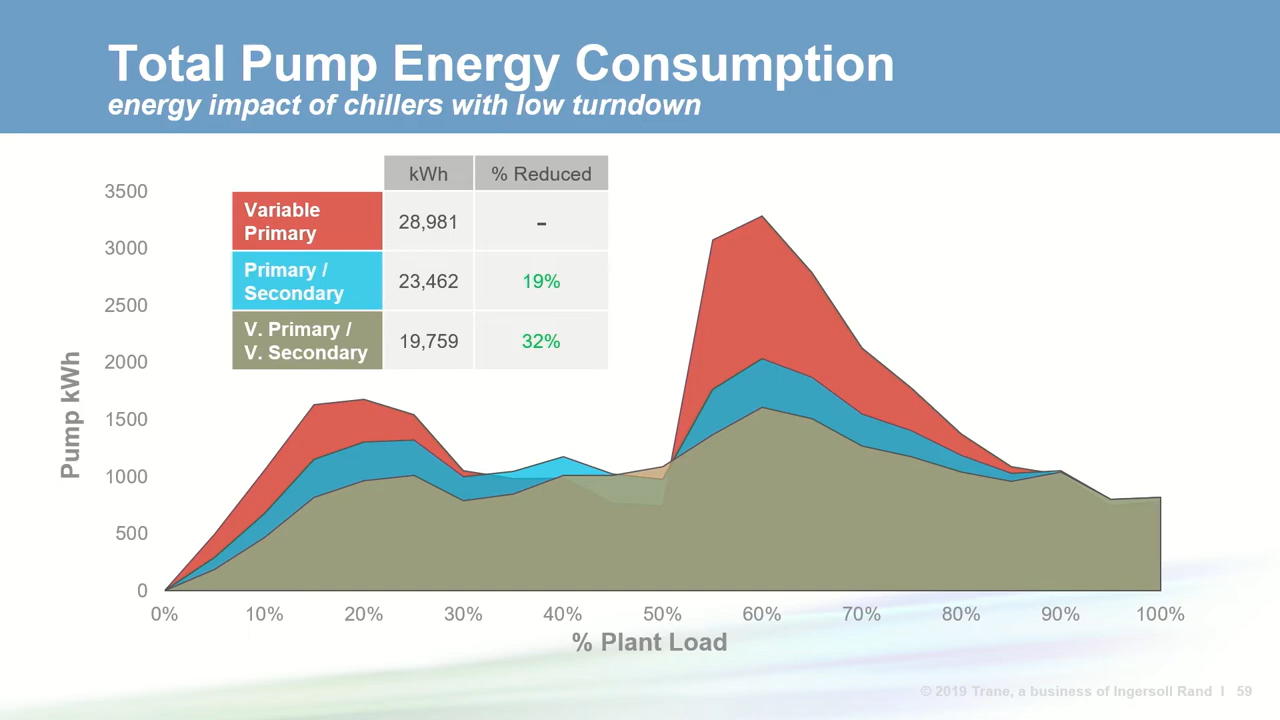 Total Pump Energy Consumption
energy impact of chillers with low turndown
kWh % Reduced
Variable
Primary
28,981 –
Primary /
Secondary
23,462 19%
V. Primary /
V. Secondary
19,759 32%
Pump kWh
3500
3000
2500
2000
1500
1000
500
0
0% 10% 20% 30% 40% 50% 60% 70% 80% 90% 100%
% Plant Load
© 2019 Trane, a business of Ingersoll Rand I 59